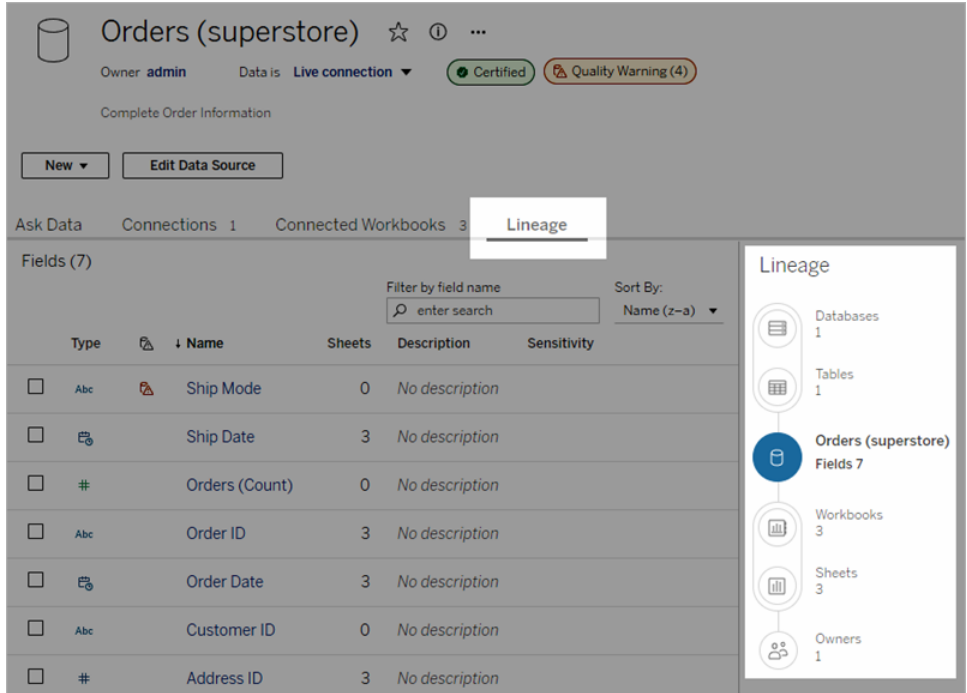 Orders (superstore) ...
Owner admin Data is Live connection Certified Quality Warning (4)
Complete Order Information
New Edit Data Source
Ask Data Connections 1 Connected Workbooks 3 Lineage
Fields (7)
Filter by field name Sort By:
enter search Name (z–a)
Type ↓ Name Sheets Description Sensitivity
Abc Ship Mode 0 No description
Ship Date 3 No description
# Orders (Count) 0 No description
Abc Order ID 3 No description
Order Date 3 No description
Abc Customer ID 0 No description
# Address ID 3 No description
Lineage
Databases
1
Tables
1
Orders (superstore)
Fields 7
Workbooks
3
Sheets
3
Owners
1